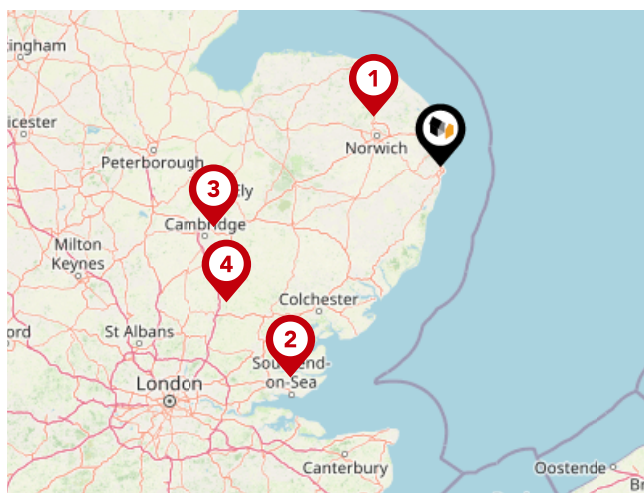 ingham
1
icester
Norwich
Peterborough
3
Ely
Cambridge
Milton
Keynes
4
Colchester
ord
St Albans
2
Southend-
on-Sea
London
Canterbury
Oostende
Br